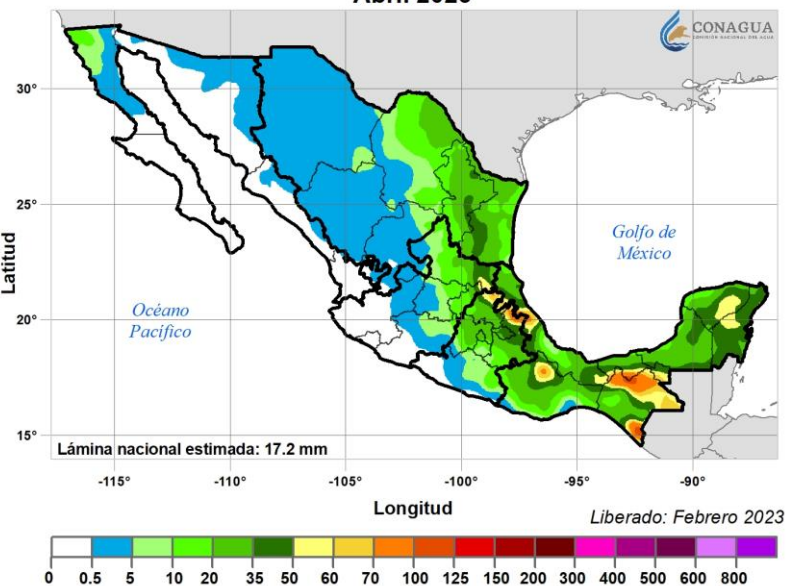 CONAGUA
COMISIÓN NACIONAL DEL AGUA
30°
25°
20°
15°
Latitud
Golfo de
México
Océano
Pacífico
Lámina nacional estimada: 17.2 mm
-115° -110° -105° -100° -95° -90°
Longitud
Liberado: Febrero 2023
0 0.5 5 10 20 35 50 60 70 100 125 150 200 300 400 500 600 800